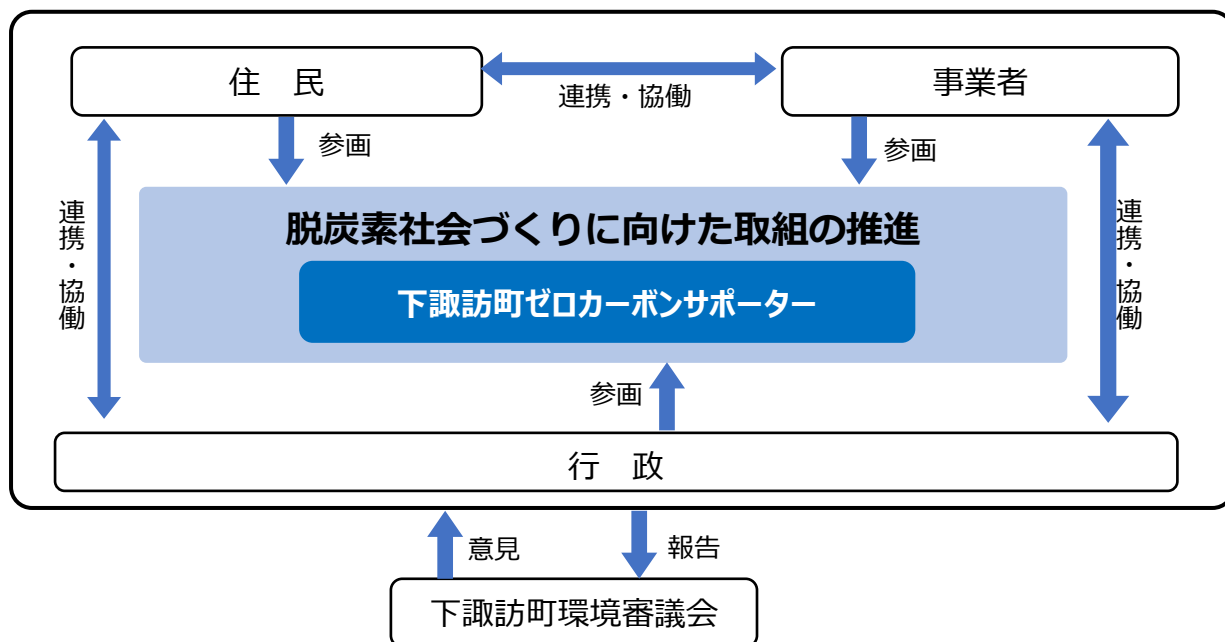 住　民
連携・協働
事業者
参画
参画
連携・協働
脱炭素社会づくりに向けた取組の推進
下諏訪町ゼロカーボンサポーター
連携・協働
参画
行　政
意見
報告
下諏訪町環境審議会